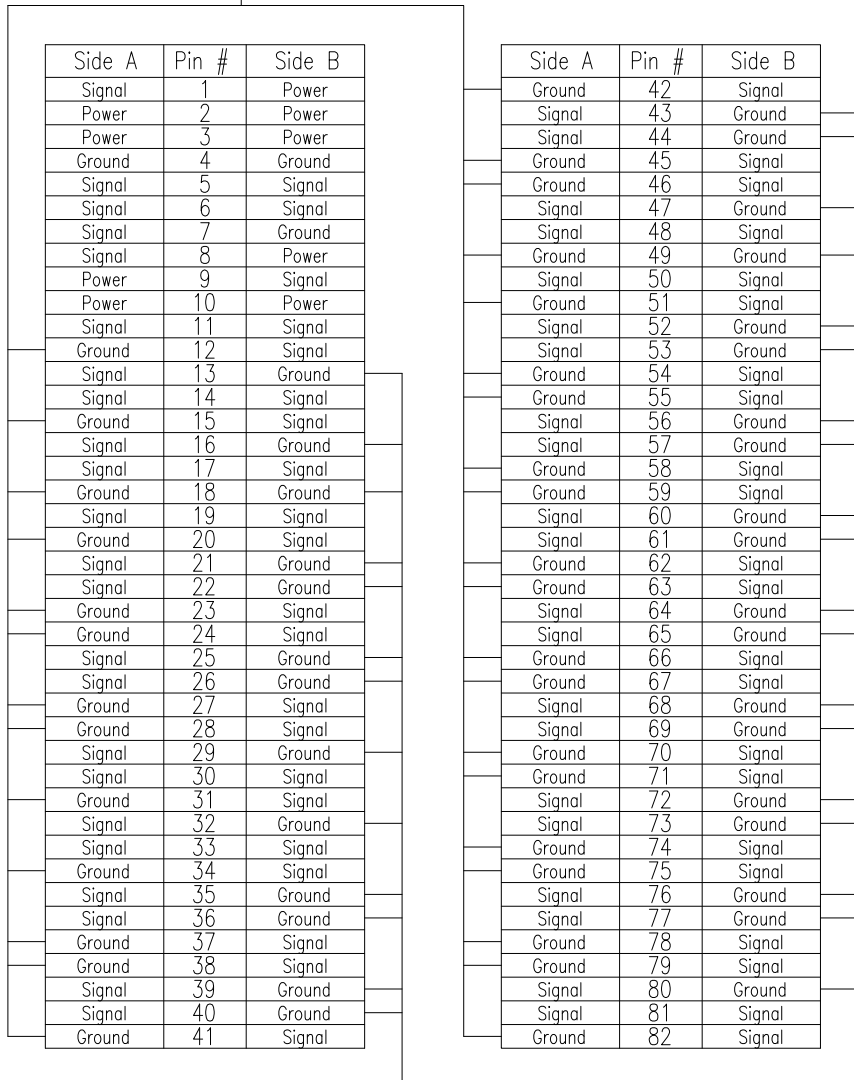 Side A Pin # Side B
Signal 1 Power
Power 2 Power
Power 3 Power
Ground 4 Ground
Signal 5 Signal
Signal 6 Signal
Signal 7 Ground
Signal 8 Power
Power 9 Signal
Power 10 Power
Signal 11 Signal
Ground 12 Signal
Signal 13 Ground
Signal 14 Signal
Ground 15 Signal
Signal 16 Ground
Signal 17 Signal
Ground 18 Ground
Signal 19 Signal
Ground 20 Signal
Signal 21 Ground
Signal 22 Ground
Ground 23 Signal
Ground 24 Signal
Signal 25 Ground
Signal 26 Ground
Ground 27 Signal
Ground 28 Signal
Signal 29 Ground
Signal 30 Signal
Ground 31 Signal
Signal 32 Ground
Signal 33 Signal
Ground 34 Signal
Signal 35 Ground
Signal 36 Ground
Ground 37 Signal
Ground 38 Signal
Signal 39 Ground
Signal 40 Ground
Ground 41 Signal
Side A Pin # Side B
Ground 42 Signal
Signal 43 Ground
Signal 44 Ground
Ground 45 Signal
Ground 46 Signal
Signal 47 Ground
Signal 48 Signal
Ground 49 Ground
Signal 50 Signal
Ground 51 Signal
Signal 52 Ground
Signal 53 Ground
Ground 54 Signal
Ground 55 Signal
Signal 56 Ground
Signal 57 Ground
Ground 58 Signal
Ground 59 Signal
Signal 60 Ground
Signal 61 Ground
Ground 62 Signal
Ground 63 Signal
Signal 64 Ground
Signal 65 Ground
Ground 66 Signal
Ground 67 Signal
Signal 68 Ground
Signal 69 Ground
Ground 70 Signal
Ground 71 Signal
Signal 72 Ground
Signal 73 Ground
Ground 74 Signal
Ground 75 Signal
Signal 76 Ground
Signal 77 Ground
Ground 78 Signal
Ground 79 Signal
Signal 80 Ground
Signal 81 Signal
Ground 82 Signal